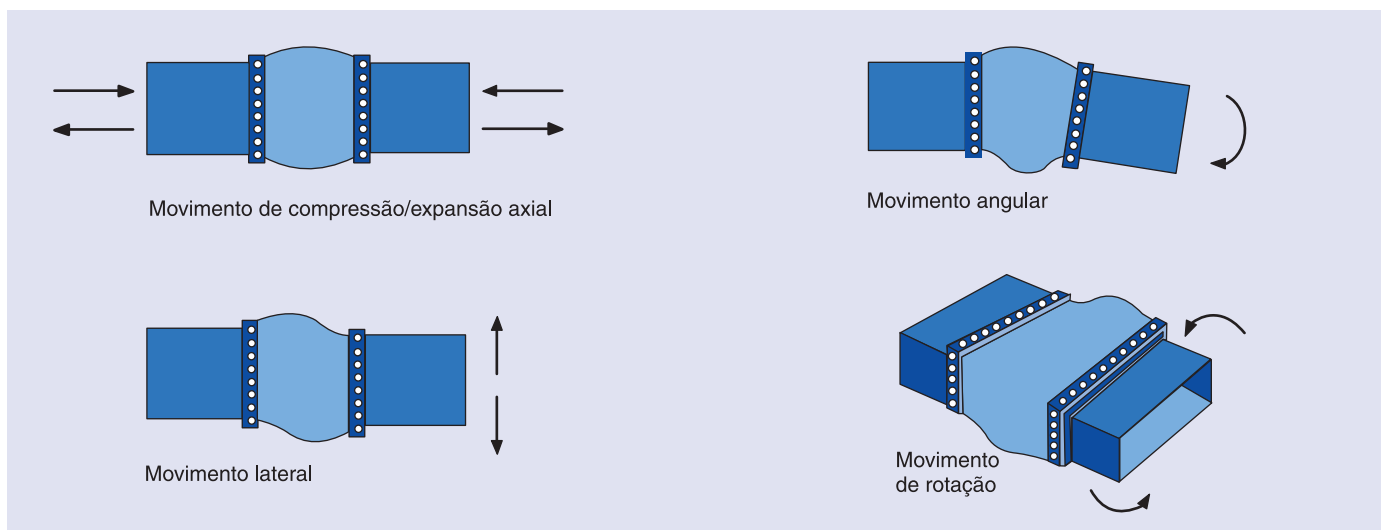 Movimento de compressão/expansão axial
Movimento angular
Movimento lateral
Movimento
de rotação